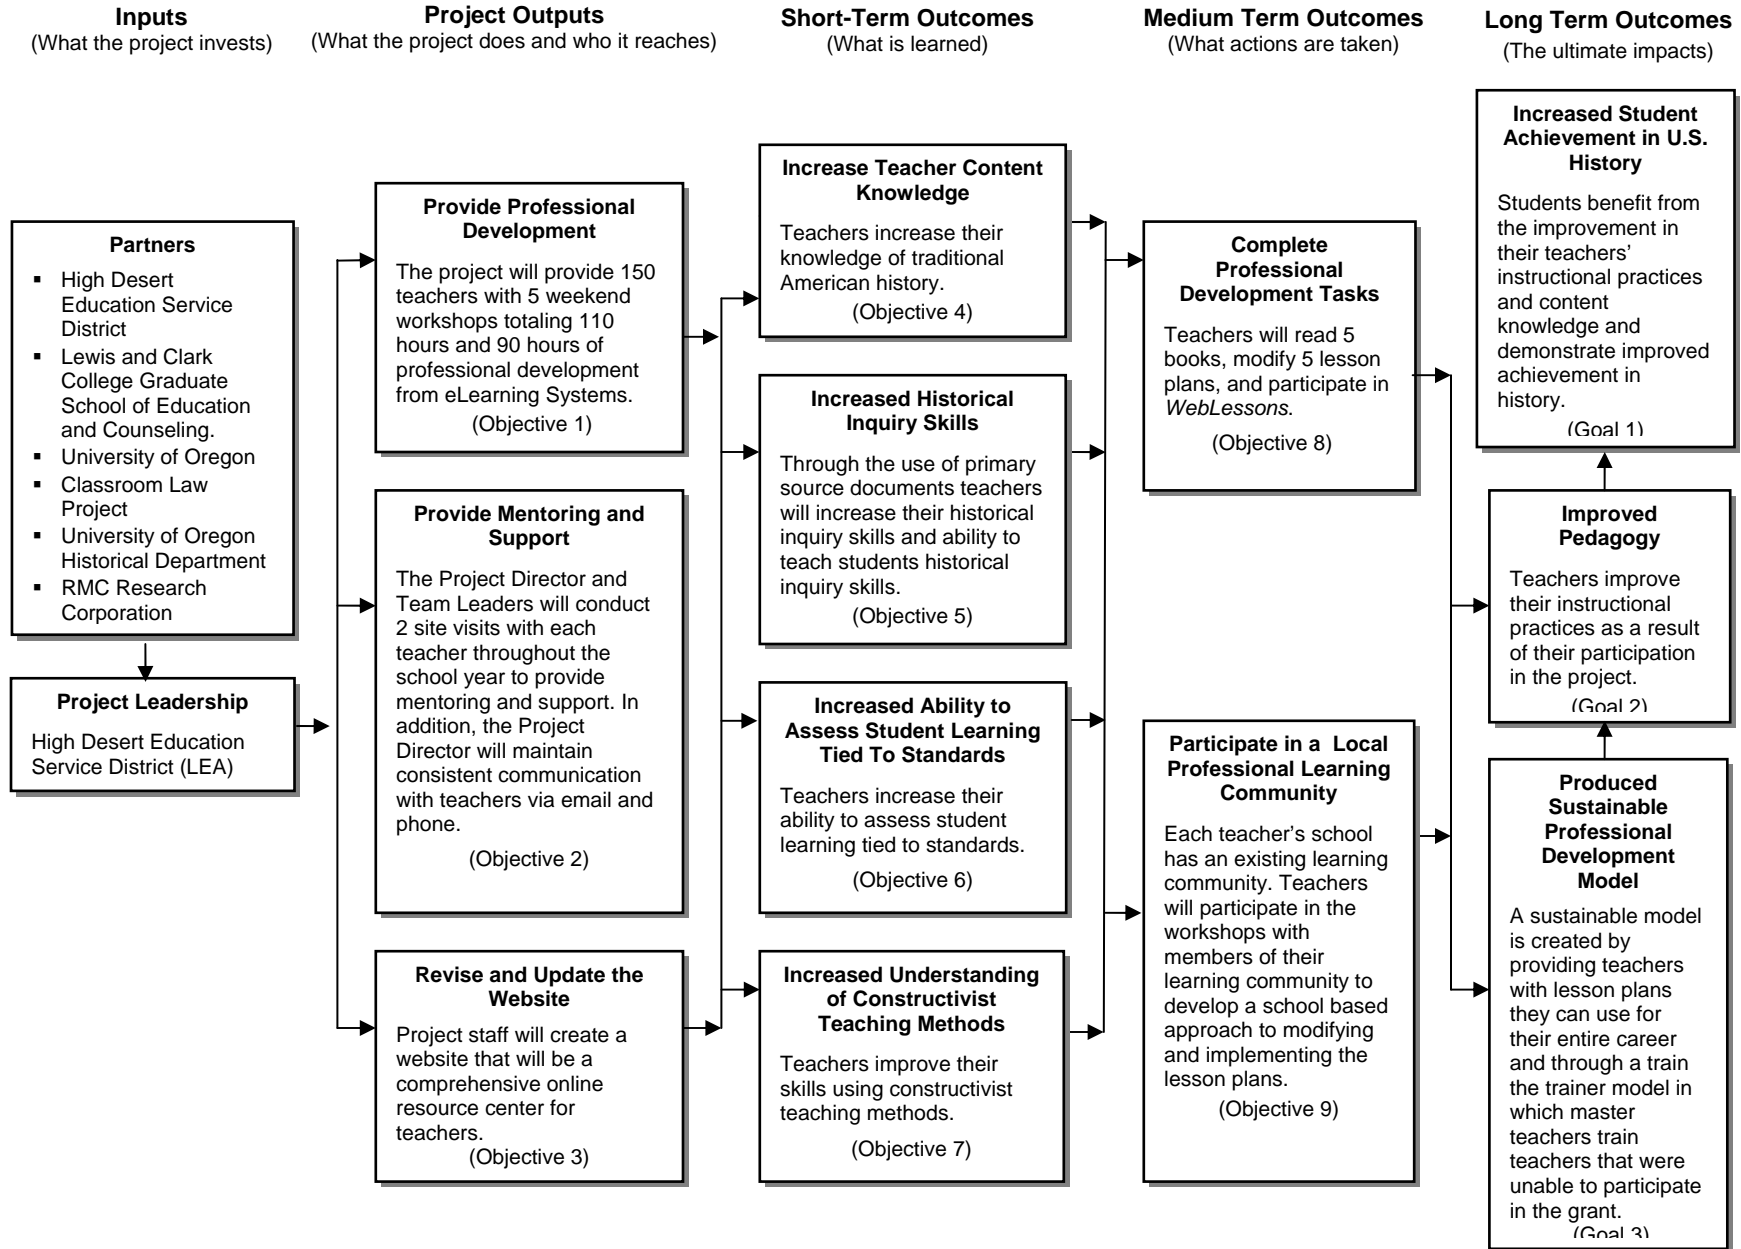 Inputs
(What the project invests)
Project Outputs
(What the project does and who it reaches)
Short-Term Outcomes
(What is learned)
Medium Term Outcomes
(What actions are taken)
Long Term Outcomes
(The ultimate impacts)
Partners
▪ High Desert
Education Service
District
▪ Lewis and Clark
College Graduate
School of Education
and Counseling.
▪ University of Oregon
▪ Classroom Law
Project
▪ University of Oregon
Historical Department
▪ RMC Research
Corporation
Project Leadership
High Desert Education
Service District (LEA)
Provide Professional
Development
The project will provide 150
teachers with 5 weekend
workshops totaling 110
hours and 90 hours of
professional development
from eLearning Systems.
(Objective 1)
Provide Mentoring and
Support
The Project Director and
Team Leaders will conduct
2 site visits with each
teacher throughout the
school year to provide
mentoring and support. In
addition, the Project
Director will maintain
consistent communication
with teachers via email and
phone.
(Objective 2)
Revise and Update the
Website
Project staff will create a
website that will be a
comprehensive online
resource center for
teachers.
(Objective 3)
Increase Teacher Content
Knowledge
Teachers increase their
knowledge of traditional
American history.
(Objective 4)
Increased Historical
Inquiry Skills
Through the use of primary
source documents teachers
will increase their historical
inquiry skills and ability to
teach students historical
inquiry skills.
(Objective 5)
Increased Ability to
Assess Student Learning
Tied To Standards
Teachers increase their
ability to assess student
learning tied to standards.
(Objective 6)
Increased Understanding
of Constructivist
Teaching Methods
Teachers improve their
skills using constructivist
teaching methods.
(Objective 7)
Complete
Professional
Development Tasks
Teachers will read 5
books, modify 5 lesson
plans, and participate in
WebLessons.
(Objective 8)
Participate in a Local
Professional Learning
Community
Each teacher's school
has an existing learning
community. Teachers
will participate in the
workshops with
members of their
learning community to
develop a school based
approach to modifying
and implementing the
lesson plans.
(Objective 9)
Increased Student
Achievement in U.S.
History
Students benefit from
the improvement in
their teachers'
instructional practices
and content
knowledge and
demonstrate improved
achievement in
history.
(Goal 1)
Improved
Pedagogy
Teachers improve
their instructional
practices as a result
of their participation
in the project.
(Goal 2)
Produced
Sustainable
Professional
Development
Model
A sustainable model
is created by
providing teachers
with lesson plans
they can use for
their entire career
and through a train
the trainer model in
which master
teachers train
teachers that were
unable to participate
in the grant.
(Goal 3)